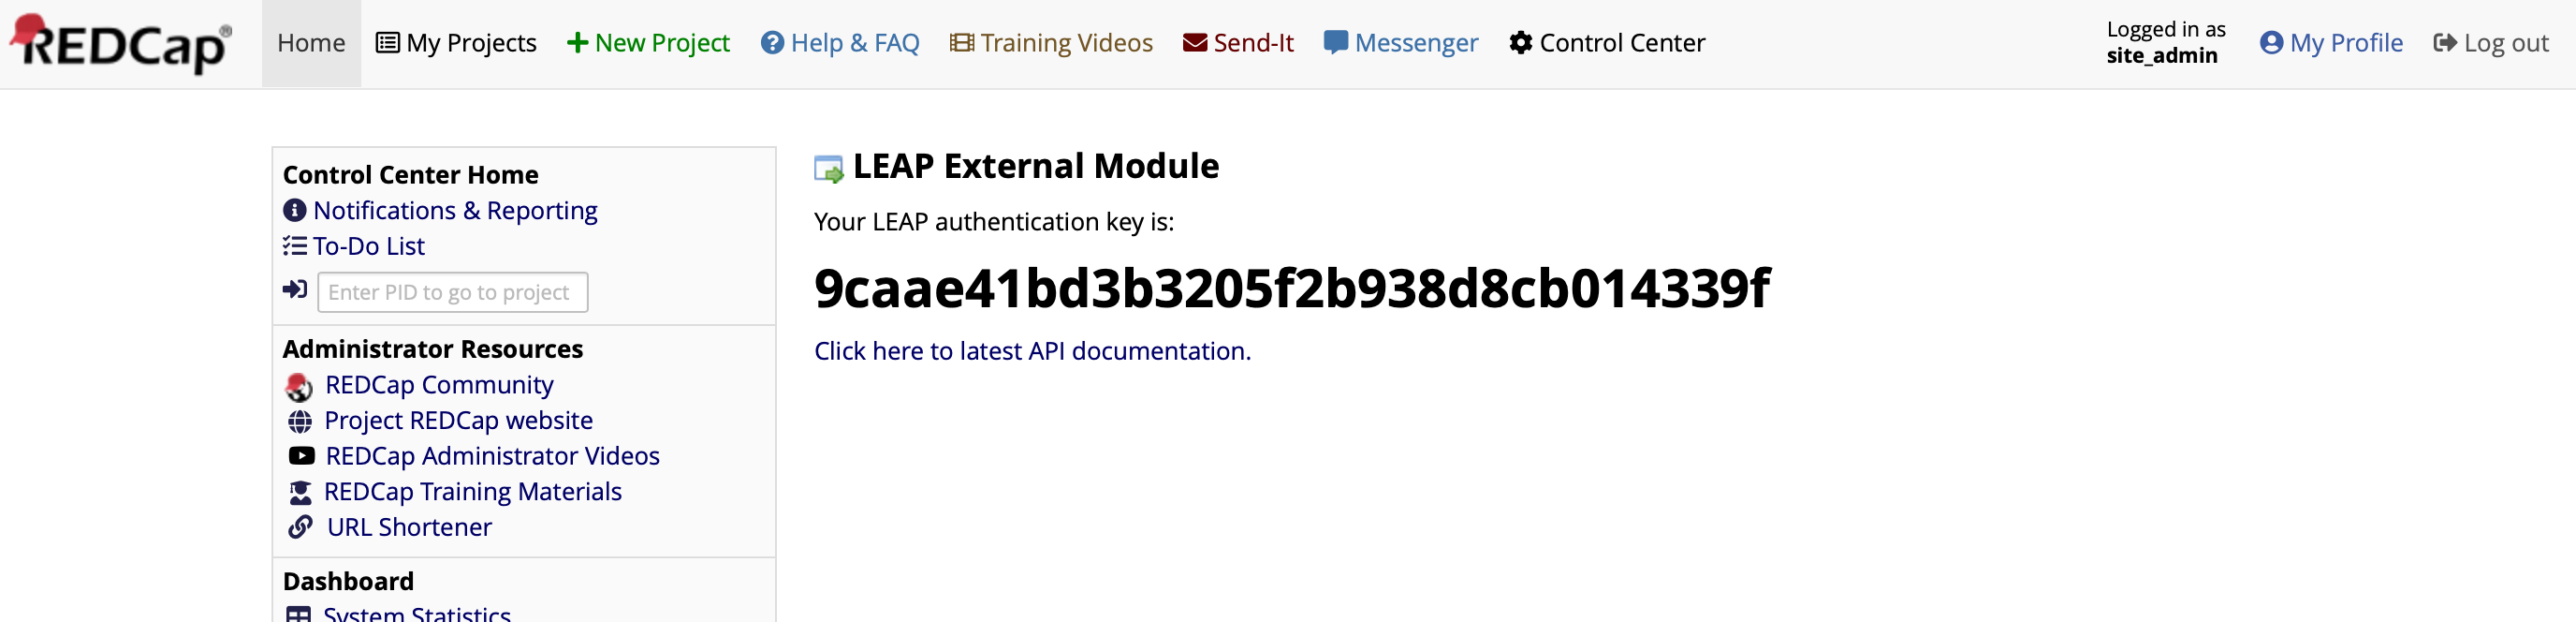 REDCap®
Home
My Projects
New Project
Help & FAQ
Training Videos
Send-It
Messenger
Control Center
Logged in as
site_admin
My Profile
Log out
Control Center Home
Notifications & Reporting
To-Do List
Enter PID to go to project
Administrator Resources
REDCap Community
Project REDCap website
REDCap Administrator Videos
REDCap Training Materials
URL Shortener
Dashboard
System Statistics
LEAP External Module
Your LEAP authentication key is:
9caae41bd3b3205f2b938d8cb014339f
Click here to latest API documentation.